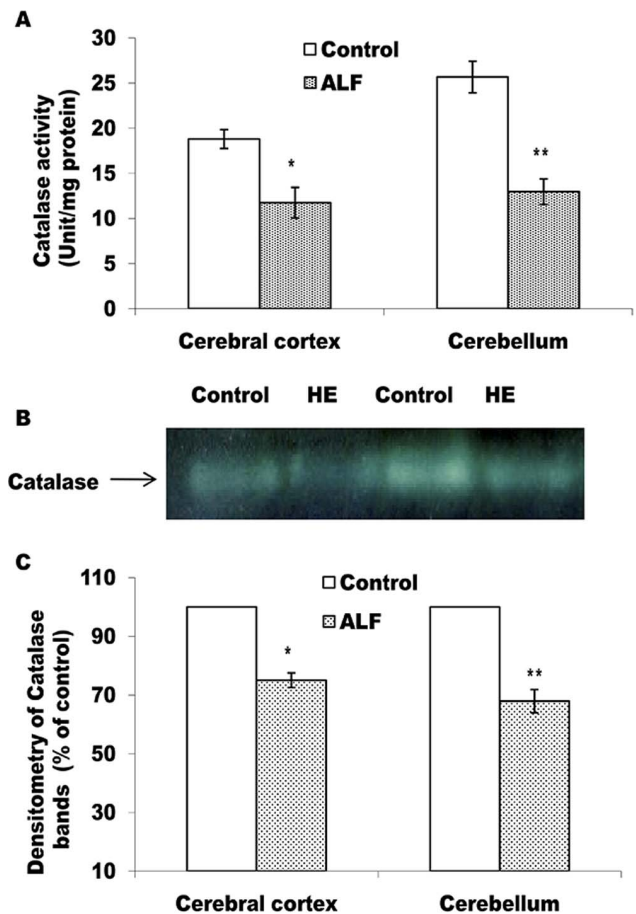 A
30
25
20
15
10
5
0
Catalase activity
(Unit/mg protein)
Control
ALF
*
**
Cerebral cortex
Cerebellum
Control HE Control HE
B
Catalase
C
110
90
70
50
30
10
Densitometry of Catalase
bands (% of control)
Control
ALF
*
**
Cerebral cortex
Cerebellum